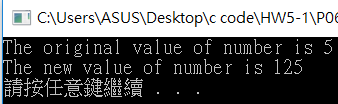 C:\Users\ASUS\Desktop\c code\HW5-1\P06
The original value of number is 5
The new value of number is 125
請按任意鍵繼續 . . .